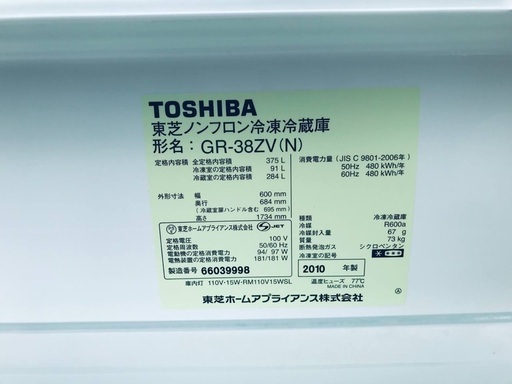 TOSHIBA
東芝ノンフロン冷凍冷蔵庫
形名：GR-38ZV(N)
定格内容積 全定格内容積 375 L
冷凍室の定格内容積 91 L
冷蔵室の定格内容積 284 L
消費電力量 (JIS C 9801-2006年)
50Hz 480 kWh/年
60Hz 480 kWh/年
外形寸法 幅 600 mm
奥行 684 mm
(冷蔵室扉ハンドル含む 695 mm)
高さ 1734 mm
東芝ホームアプライアンス株式会社 JET
定格電圧 100 V
定格周波数 50/60 Hz
電動機の定格消費電力 94/ 97 W
電熱装置の定格消費電力 181/181 W
製造番号 66039998
種類 冷凍冷蔵庫
冷媒 R600a
冷媒封入量 67 g
質量 73 kg
断熱発泡ガス シクロペンタン
冷凍室の記号
2010 年製
庫内灯 110V·15W·RM110V15WSL
温度ヒューズ 77℃
MADE IN CHINA
東芝ホームアプライアンス株式会社
A